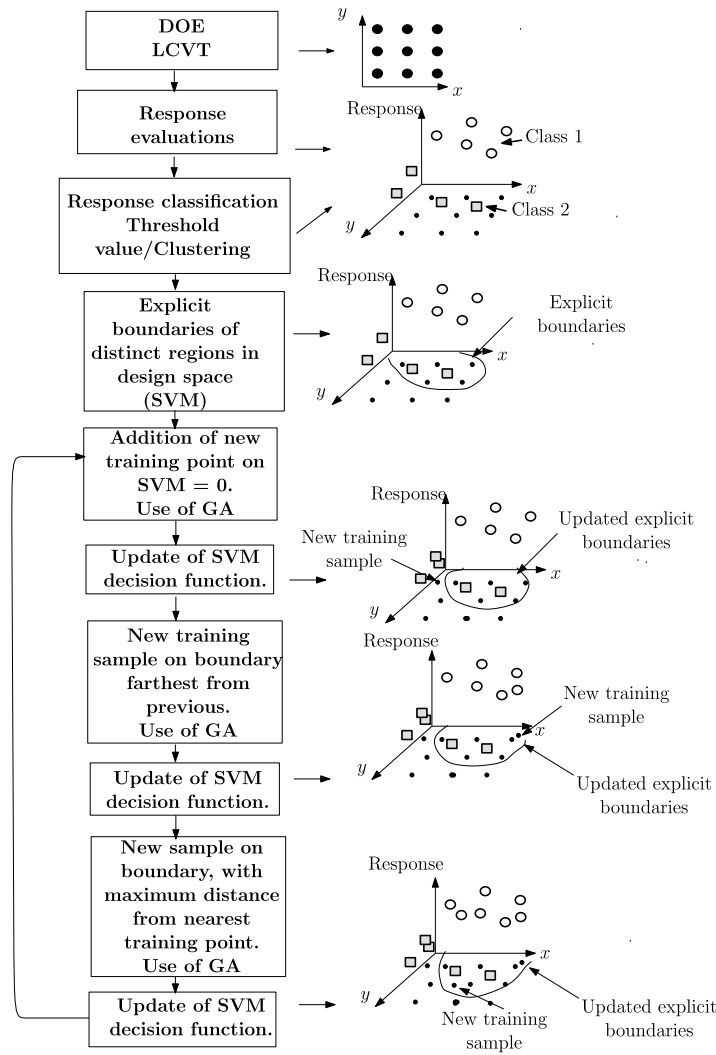 DOE
LCVT
y
x
Response
evaluations
Response
Class 1
x
Class 2
y
Response classification
Threshold
value/Clustering
Explicit
boundaries of
distinct regions in
design space
(SVM)
Response
Explicit
boundaries
x
y
Addition of new
training point on
SVM = 0.
Use of GA
Update of SVM
decision function.
Response
Updated explicit
boundaries
New training
sample
x
y
New training
sample on boundary
farthest from
previous.
Use of GA
Update of SVM
decision function.
Response
New training
sample
x
y
Updated explicit
boundaries
New sample on
boundary, with
maximum distance
from nearest
training point.
Use of GA
Update of SVM
decision function.
Response
x
y
New training
sample
Updated explicit
boundaries